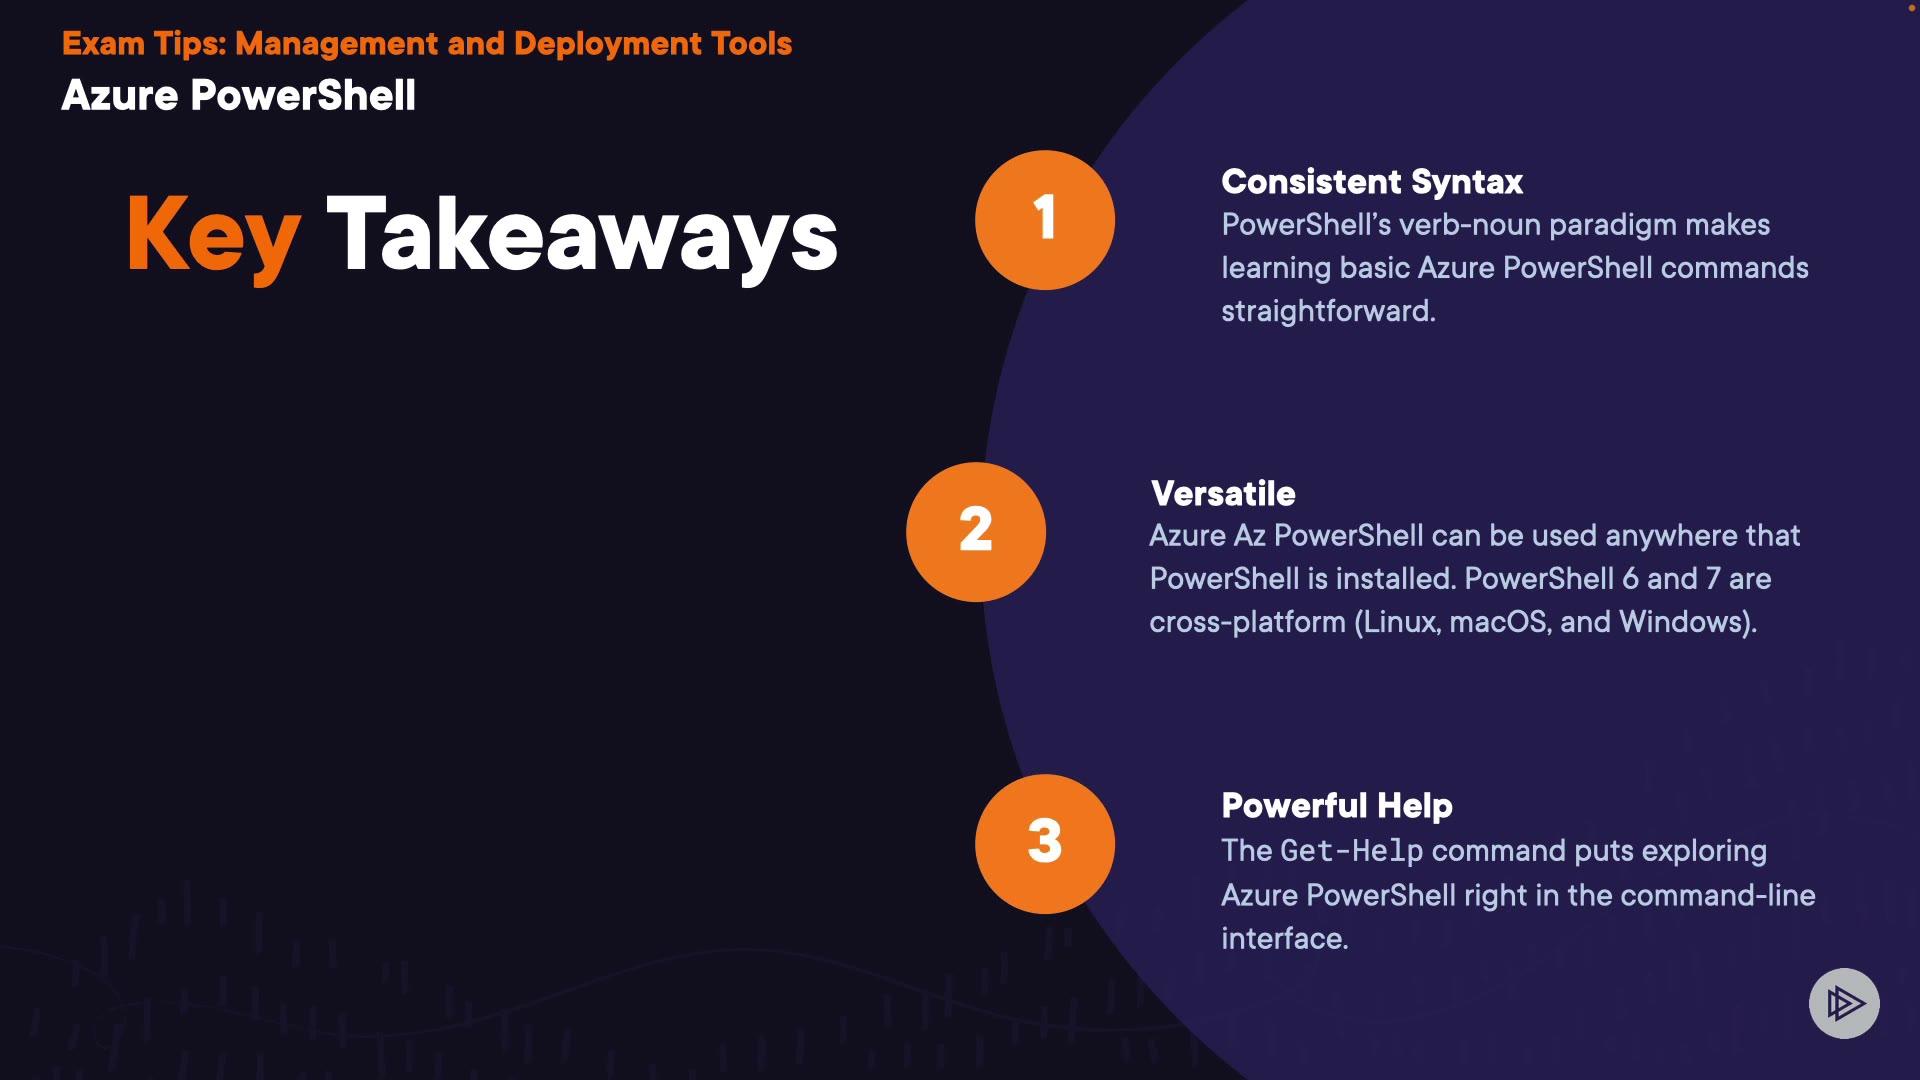 Exam Tips: Management and Deployment Tools
Azure PowerShell
Key Takeaways
1
Consistent Syntax
PowerShell’s verb-noun paradigm makes
learning basic Azure PowerShell commands
straightforward.
2
Versatile
Azure Az PowerShell can be used anywhere that
PowerShell is installed. PowerShell 6 and 7 are
cross-platform (Linux, macOS, and Windows).
3
Powerful Help
The Get-Help command puts exploring
Azure PowerShell right in the command-line
interface.